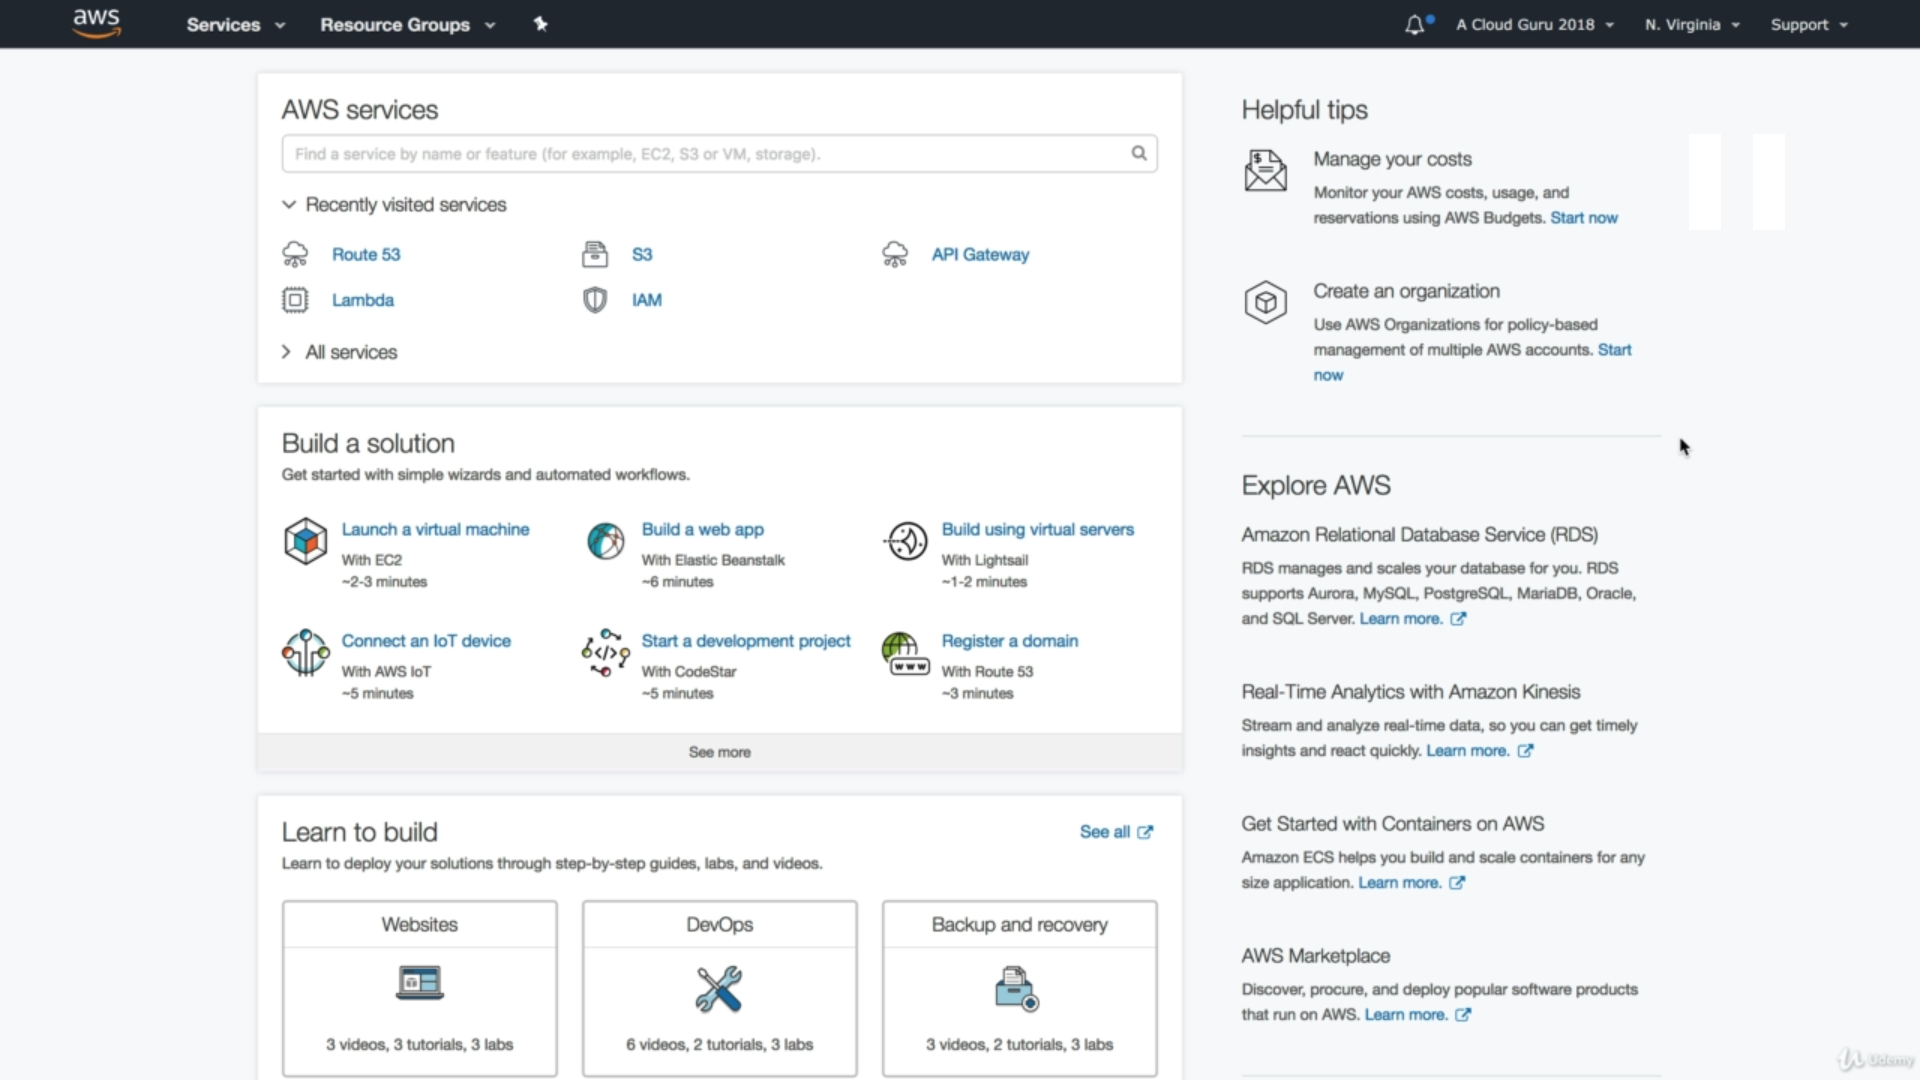 aws Services Resource Groups A Cloud Guru 2018 N. Virginia Support
AWS services
Find a service by name or feature (for example, EC2, S3 or VM, storage).
Recently visited services
Route 53 S3 API Gateway
Lambda IAM
All services
Build a solution
Get started with simple wizards and automated workflows.
Launch a virtual machine
With EC2
~2-3 minutes
Build a web app
With Elastic Beanstalk
~6 minutes
Build using virtual servers
With Lightsail
~1-2 minutes
Connect an IoT device
With AWS IoT
~5 minutes
Start a development project
With CodeStar
~5 minutes
Register a domain
With Route 53
~3 minutes
See more
Learn to build
See all
Learn to deploy your solutions through step-by-step guides, labs, and videos.
Websites
3 videos, 3 tutorials, 3 labs
DevOps
6 videos, 2 tutorials, 3 labs
Backup and recovery
3 videos, 2 tutorials, 3 labs
Helpful tips
Manage your costs
Monitor your AWS costs, usage, and
reservations using AWS Budgets. Start now
Create an organization
Use AWS Organizations for policy-based
management of multiple AWS accounts. Start
now
Explore AWS
Amazon Relational Database Service (RDS)
RDS manages and scales your database for you. RDS
supports Aurora, MySQL, PostgreSQL, MariaDB, Oracle,
and SQL Server. Learn more.
Real-Time Analytics with Amazon Kinesis
Stream and analyze real-time data, so you can get timely
insights and react quickly. Learn more.
Get Started with Containers on AWS
Amazon ECS helps you build and scale containers for any
size application. Learn more.
AWS Marketplace
Discover, procure, and deploy popular software products
that run on AWS. Learn more.
Udemy